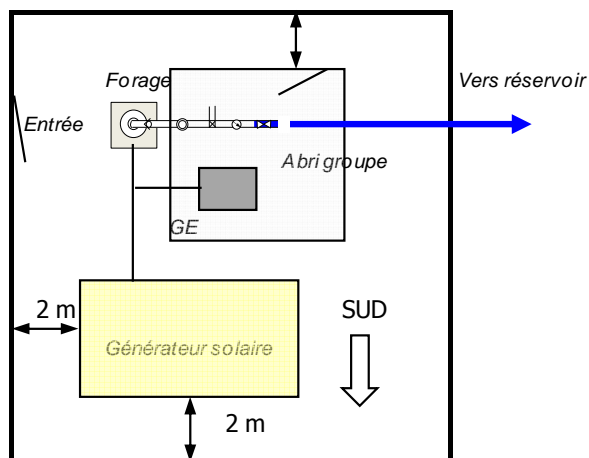 Forage
Vers réservoir
Entrée
Abri groupe
GE
2 m
SUD
Générateur solaire
2 m